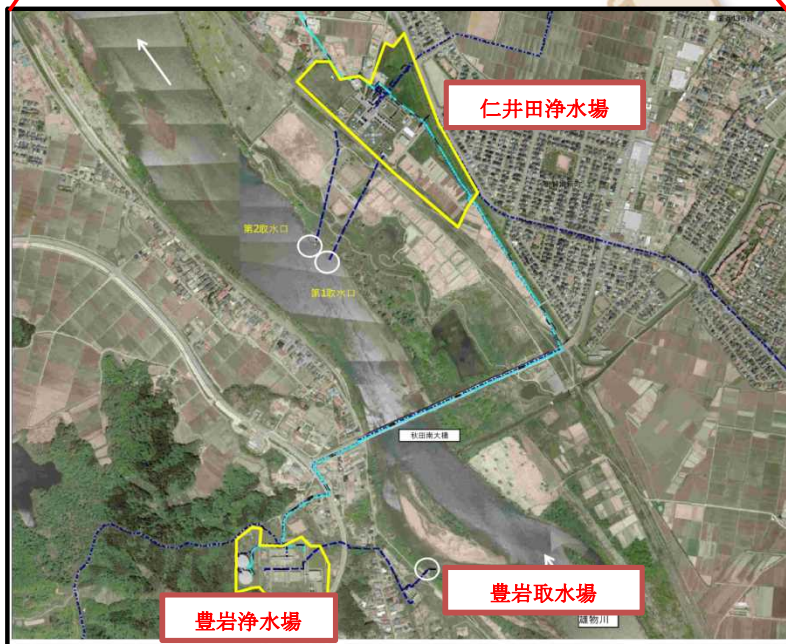 仁井田浄水場
第2取水口
第1取水口
秋田南大橋
豊岩取水場
雄物川
豊岩浄水場